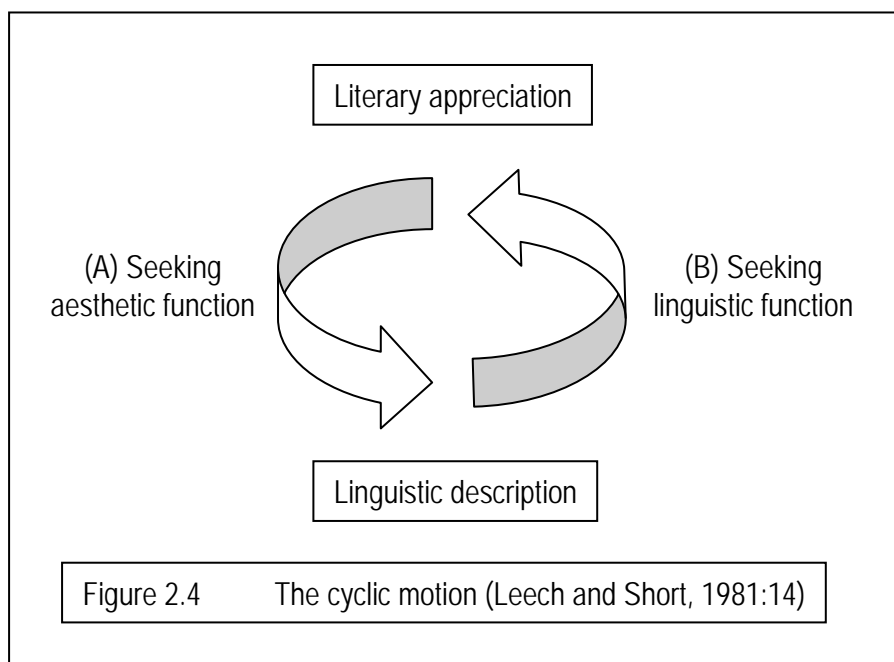 Literary appreciation
(A) Seeking
aesthetic function
(B) Seeking
linguistic function
Linguistic description
Figure 2.4 The cyclic motion (Leech and Short, 1981:14)